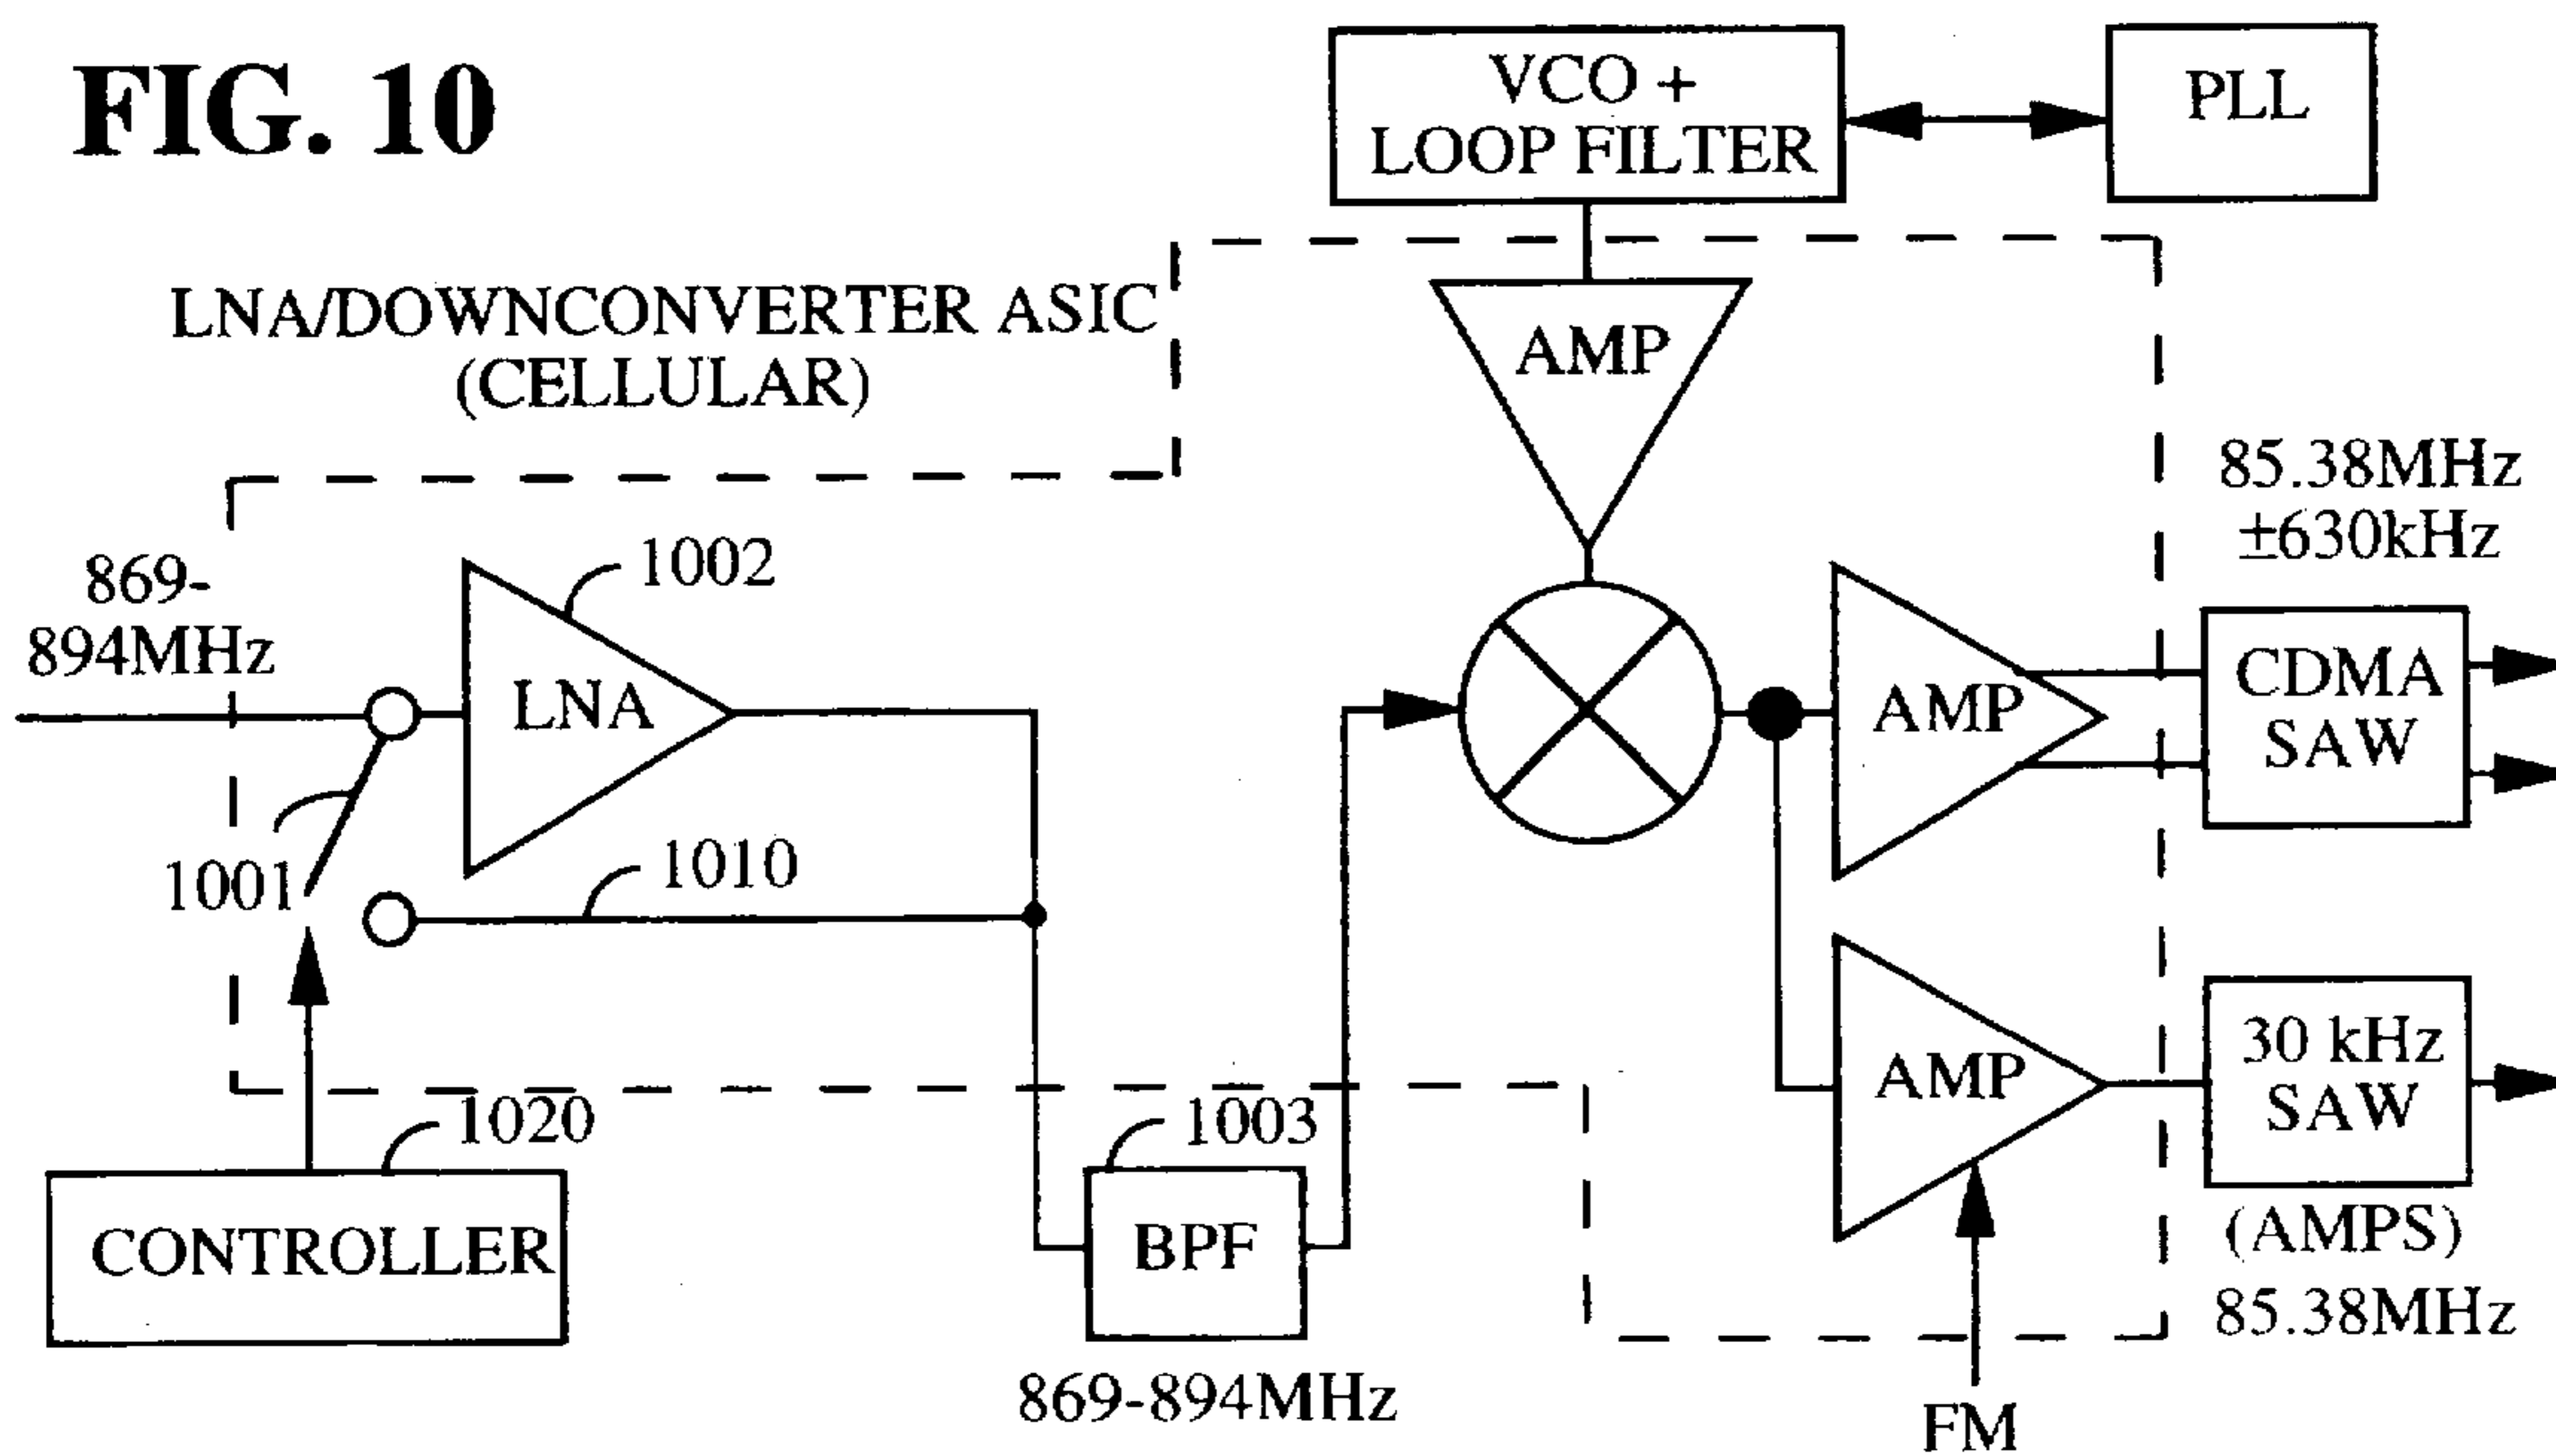 FIG. 10
VCO +
LOOP FILTER
PLL
LNA/DOWNCONVERTER ASIC
(CELLULAR)
AMP
85.38MHz
±630kHz
869-
894MHz
1002
LNA
AMP
CDMA
SAW
1001
1010
AMP
30 kHz
SAW
(AMPS)
85.38MHz
1020
CONTROLLER
1003
BPF
869-894MHz
FM